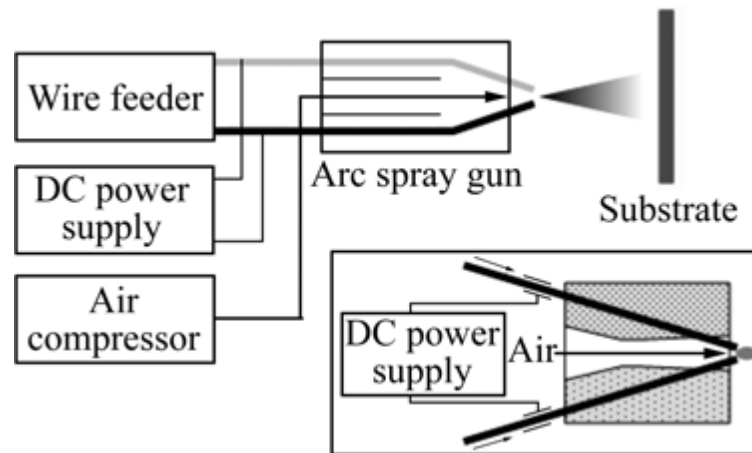 Wire feeder
DC power
supply
Air
compressor
Arc spray gun
Substrate
DC power
supply
Air